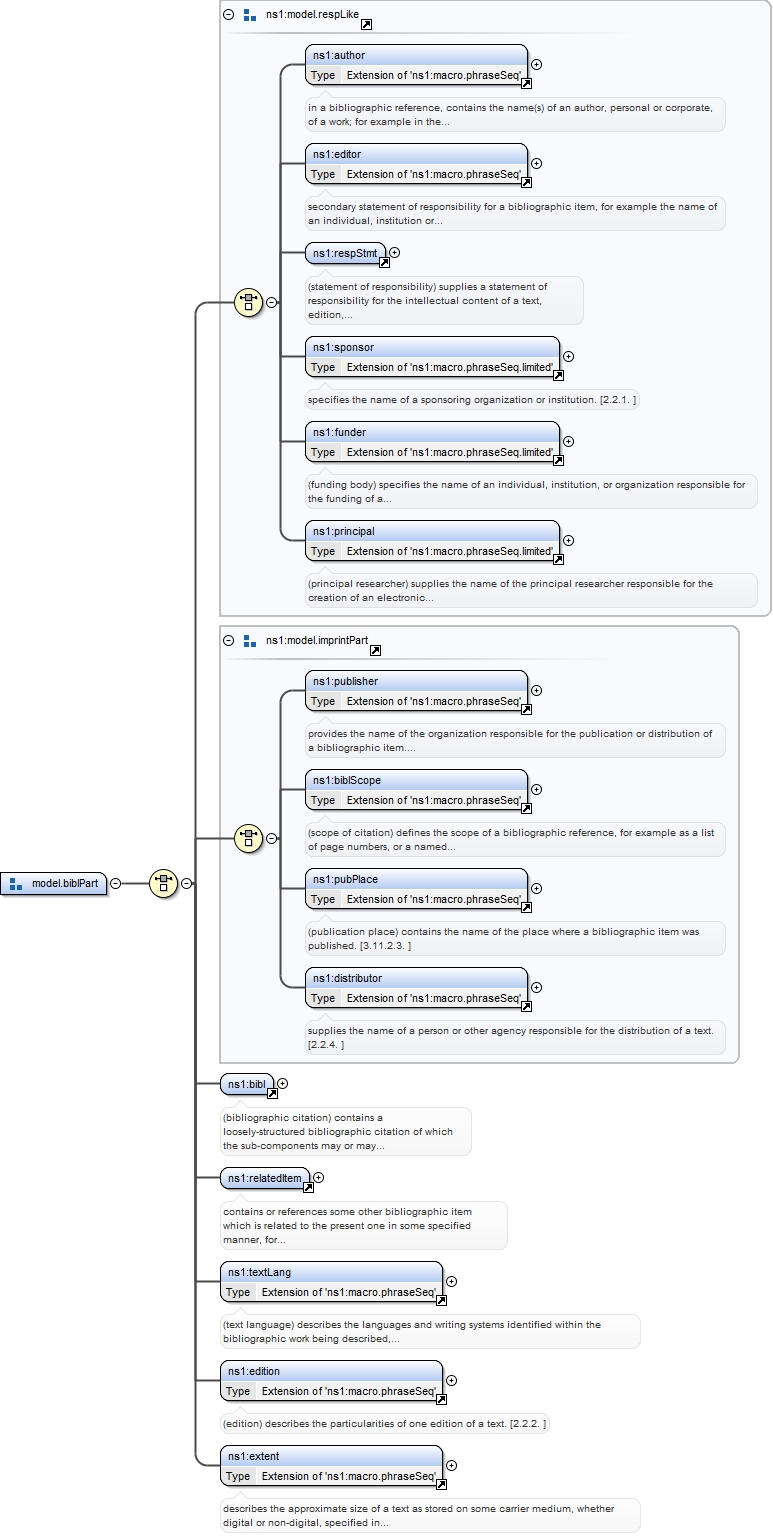 ns1:model.respLike
ns1:author
Type Extension of 'ns1:macro.phraseSeq'
in a bibliographic reference, contains the name(s) of an author, personal or corporate,
of a work; for example in the...
ns1:editor
Type Extension of 'ns1:macro.phraseSeq'
secondary statement of responsibility for a bibliographic item, for example the name of
an individual, institution or...
ns1:respStmt
(statement of responsibility) supplies a statement of
responsibility for the intellectual content of a text,
edition,...
ns1:sponsor
Type Extension of 'ns1:macro.phraseSeq.limited'
specifies the name of a sponsoring organization or institution. [2.2.1. ]
ns1:funder
Type Extension of 'ns1:macro.phraseSeq.limited'
(funding body) specifies the name of an individual, institution, or organization responsible for
the funding of a...
ns1:principal
Type Extension of 'ns1:macro.phraseSeq.limited'
(principal researcher) supplies the name of the principal researcher responsible for the
creation of an electronic...
ns1:model.imprintPart
ns1:publisher
Type Extension of 'ns1:macro.phraseSeq'
provides the name of the organization responsible for the publication or distribution of
a bibliographic item....
ns1:biblScope
Type Extension of 'ns1:macro.phraseSeq'
(scope of citation) defines the scope of a bibliographic reference, for example as a list
of page numbers, or a named...
model.biblPart
ns1:pubPlace
Type Extension of 'ns1:macro.phraseSeq'
(publication place) contains the name of the place where a bibliographic item was
published. [3.11.2.3. ]
ns1:distributor
Type Extension of 'ns1:macro.phraseSeq'
supplies the name of a person or other agency responsible for the distribution of a text.
[2.2.4. ]
ns1:bibl
(bibliographic citation) contains a
loosely-structured bibliographic citation of which
the sub-components may or may...
ns1:relatedItem
contains or references some other bibliographic item
which is related to the present one in some specified
manner, for...
ns1:textLang
Type Extension of 'ns1:macro.phraseSeq'
(text language) describes the languages and writing systems identified within the
bibliographic work being described,...
ns1:edition
Type Extension of 'ns1:macro.phraseSeq'
(edition) describes the particularities of one edition of a text. [2.2.2. ]
ns1:extent
Type Extension of 'ns1:macro.phraseSeq'
describes the approximate size of a text as stored on some carrier medium, whether
digital or non-digital, specified in...